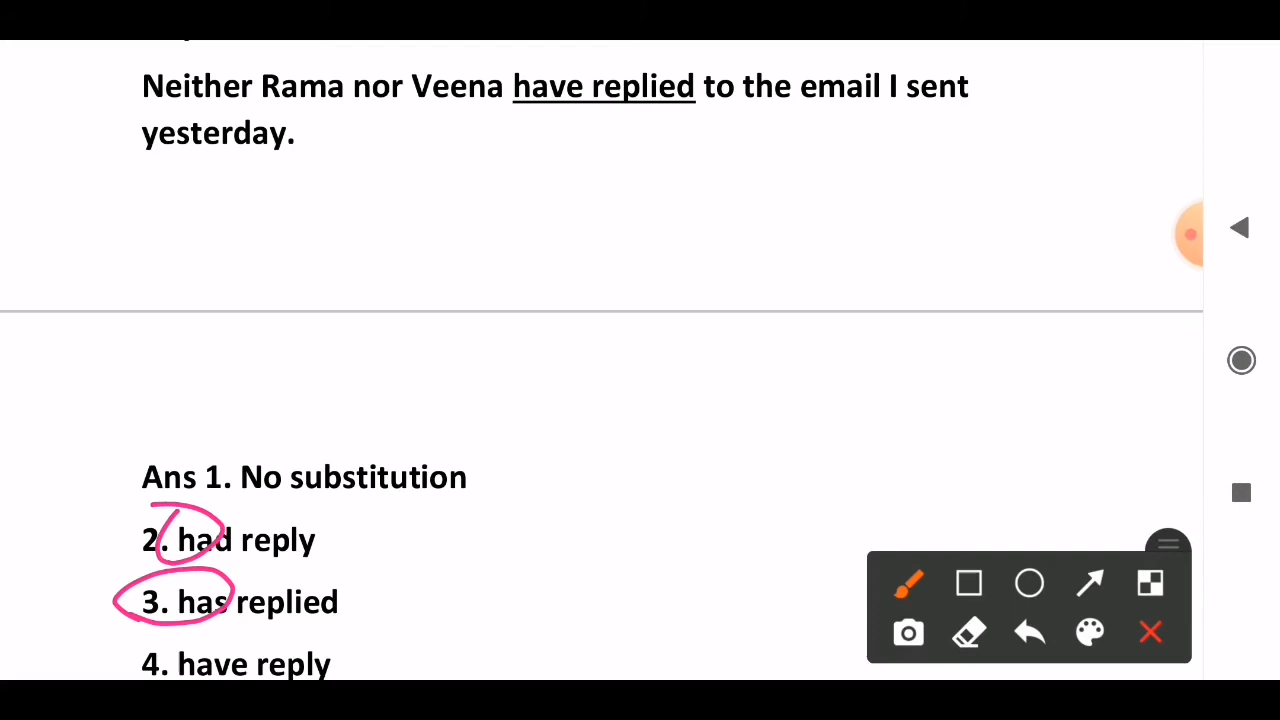 Neither Rama nor Veena have replied to the email I sent
yesterday.
Ans 1. No substitution
2. had reply
3. has replied
4. have reply